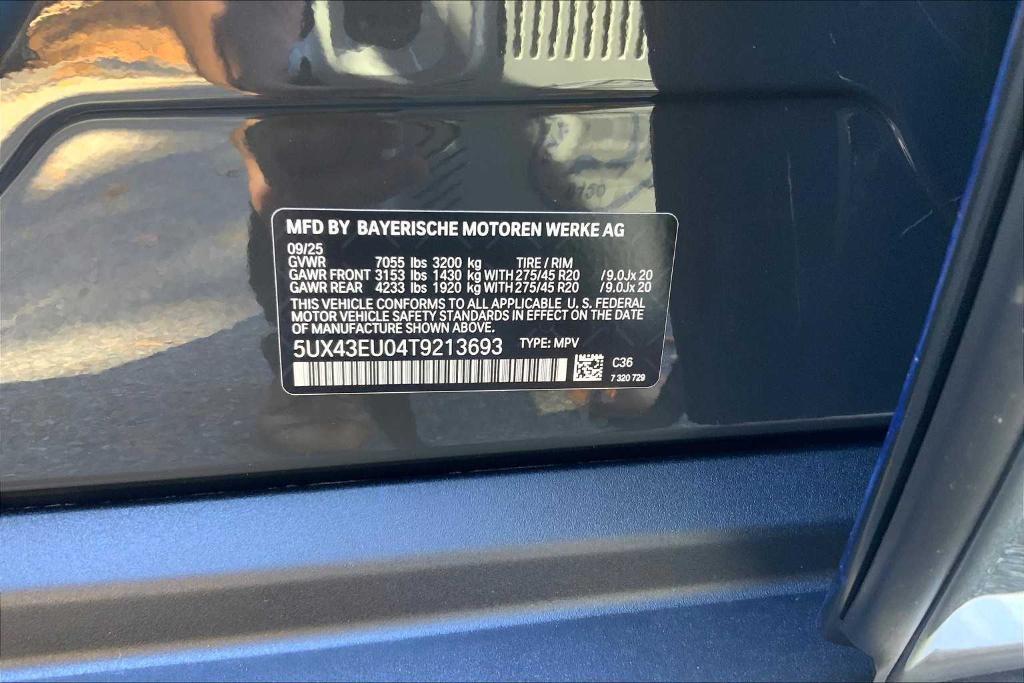 MFD BY BAYERISCHE MOTOREN WERKE AG
09/25
GVWR 7055 lbs 3200 kg TIRE / RIM
GAWR FRONT 3153 lbs 1430 kg WITH 275/45 R20 /9.0Jx 20
GAWR REAR 4233 lbs 1920 kg WITH 275/45 R20 /9.0Jx 20
THIS VEHICLE CONFORMS TO ALL APPLICABLE U. S. FEDERAL
MOTOR VEHICLE SAFETY STANDARDS IN EFFECT ON THE DATE
OF MANUFACTURE SHOWN ABOVE.
5UX43EU04T9213693 TYPE: MPV
C36
7 320 729